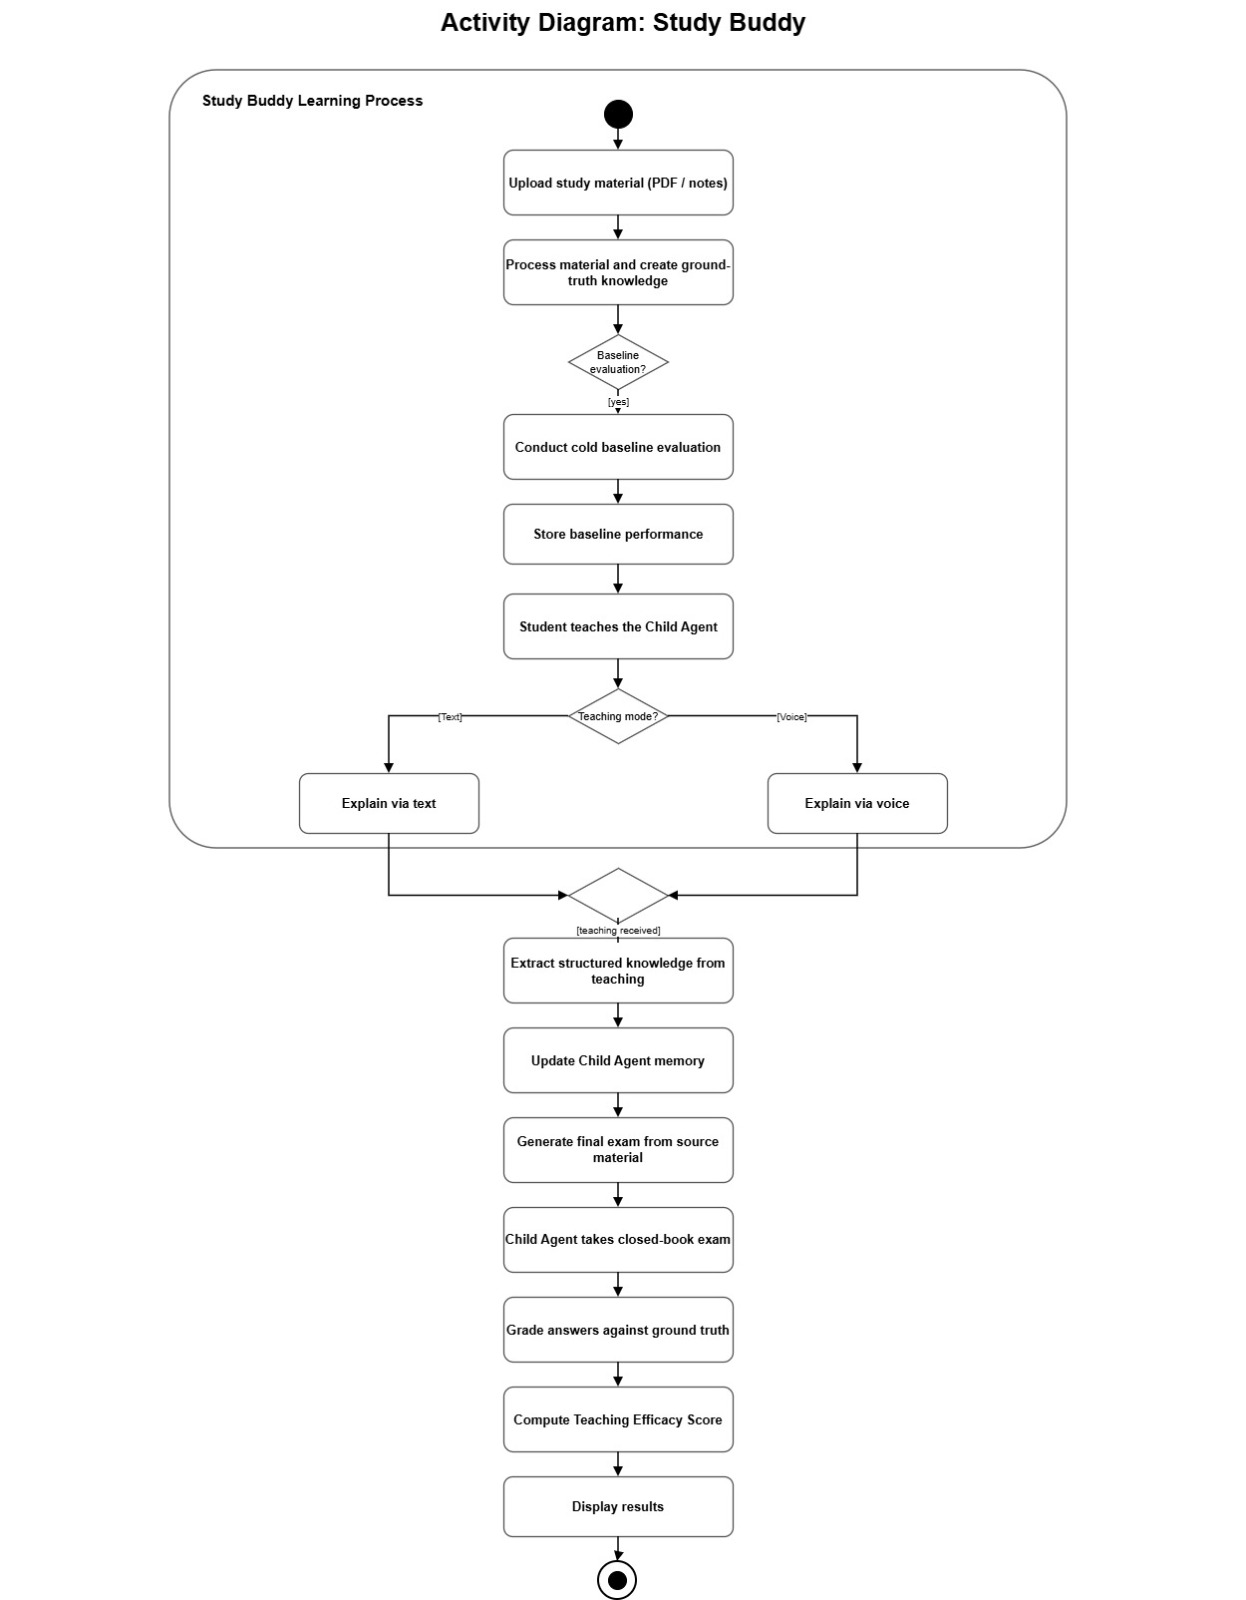 Activity Diagram: Study Buddy
Study Buddy Learning Process
Upload study material (PDF / notes)
Process material and create ground-
truth knowledge
Baseline
evaluation?
[yes]
Conduct cold baseline evaluation
Store baseline performance
Student teaches the Child Agent
Teaching mode?
[Text]
[Voice]
Explain via text
Explain via voice
[teaching received]
Extract structured knowledge from
teaching
Update Child Agent memory
Generate final exam from source
material
Child Agent takes closed-book exam
Grade answers against ground truth
Compute Teaching Efficacy Score
Display results